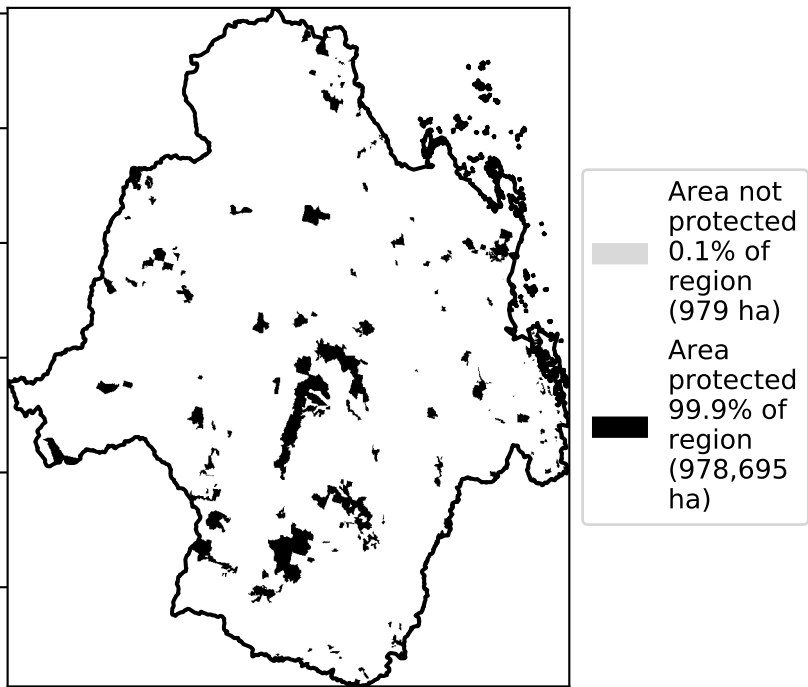 Area not
protected
0.1% of
region
(979 ha)
Area
protected
99.9% of
region
(978,695
ha)